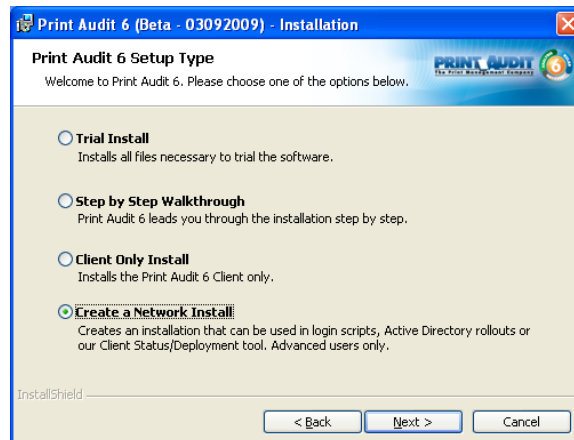 Print Audit 6 (Beta - 03092009) - Installation
Print Audit 6 Setup Type
Welcome to Print Audit 6. Please choose one of the options below.
PRINT AUDIT 6
The Print Management Company
Trial Install
Installs all files necessary to trial the software.
Step by Step Walkthrough
Print Audit 6 leads you through the installation step by step.
Client Only Install
Installs the Print Audit 6 Client only.
Create a Network Install
Creates an installation that can be used in login scripts, Active Directory rollouts or
our Client Status/Deployment tool. Advanced users only.
InstallShield
< Back
Next >
Cancel